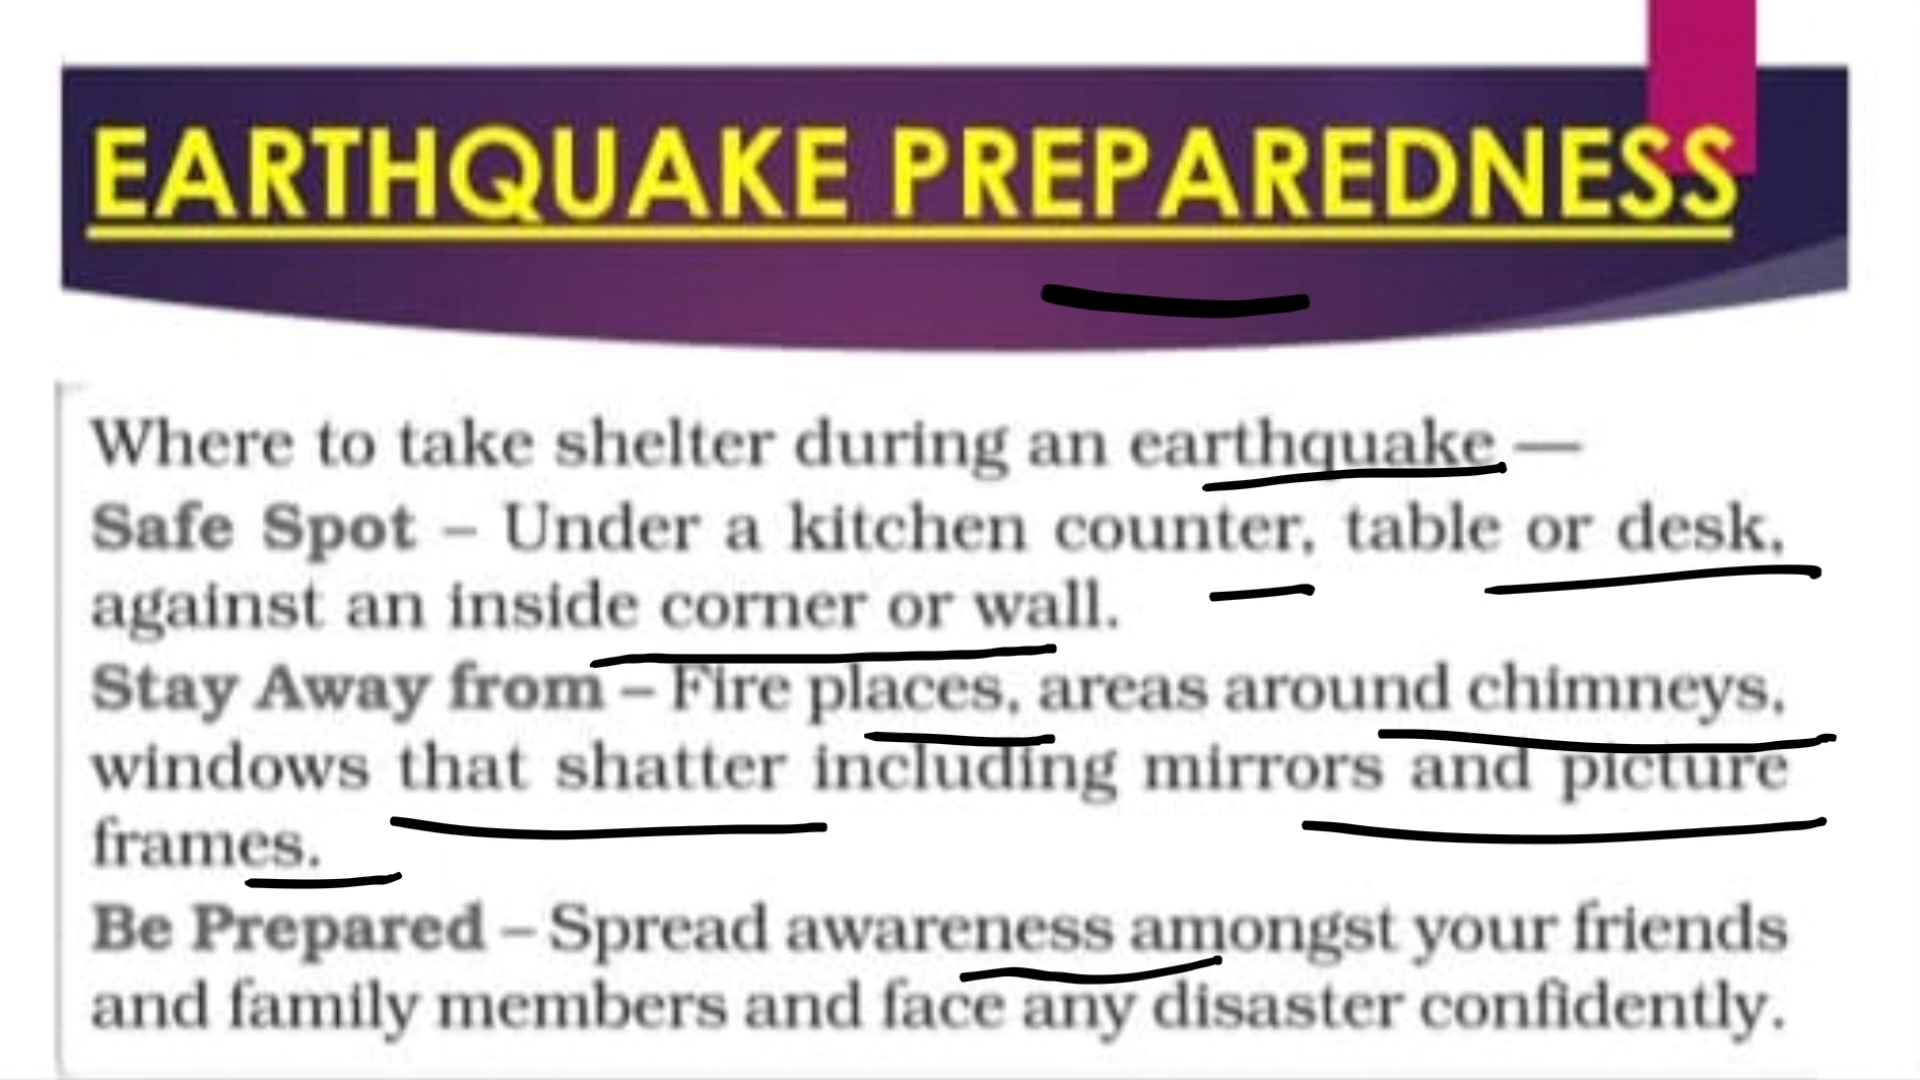 EARTHQUAKE PREPAREDNESS
Where to take shelter during an earthquake —
Safe Spot – Under a kitchen counter, table or desk,
against an inside corner or wall.
Stay Away from – Fire places, areas around chimneys,
windows that shatter including mirrors and picture
frames.
Be Prepared – Spread awareness amongst your friends
and family members and face any disaster confidently.